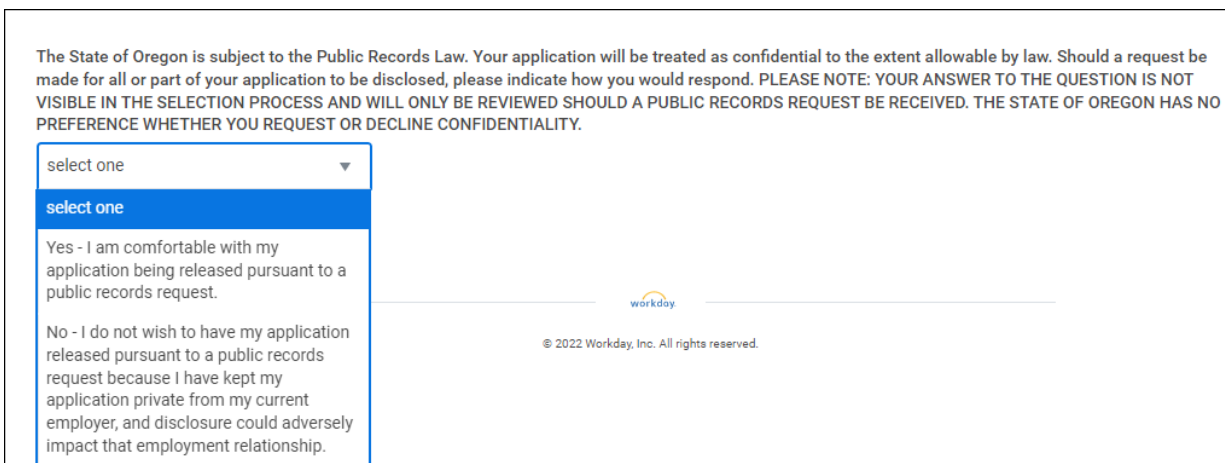 The State of Oregon is subject to the Public Records Law. Your application will be treated as confidential to the extent allowable by law. Should a request be
made for all or part of your application to be disclosed, please indicate how you would respond. PLEASE NOTE: YOUR ANSWER TO THE QUESTION IS NOT
VISIBLE IN THE SELECTION PROCESS AND WILL ONLY BE REVIEWED SHOULD A PUBLIC RECORDS REQUEST BE RECEIVED. THE STATE OF OREGON HAS NO
PREFERENCE WHETHER YOU REQUEST OR DECLINE CONFIDENTIALITY.
select one
select one
Yes - I am comfortable with my
application being released pursuant to a
public records request.
No - I do not wish to have my application
released pursuant to a public records
request because I have kept my
application private from my current
employer, and disclosure could adversely
impact that employment relationship.
workday.
© 2022 Workday, Inc. All rights reserved.